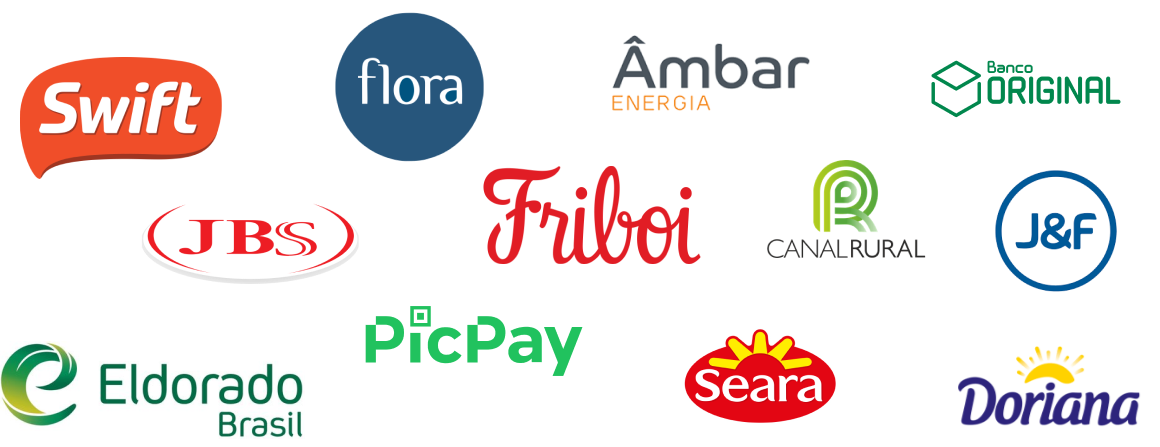 Swift
flora
Âmbar
ENERGIA
Banco
ORIGINAL
JBS
Friboi
CANALRURAL
J&F
PicPay
Eldorado
Brasil
Seara
Doriana